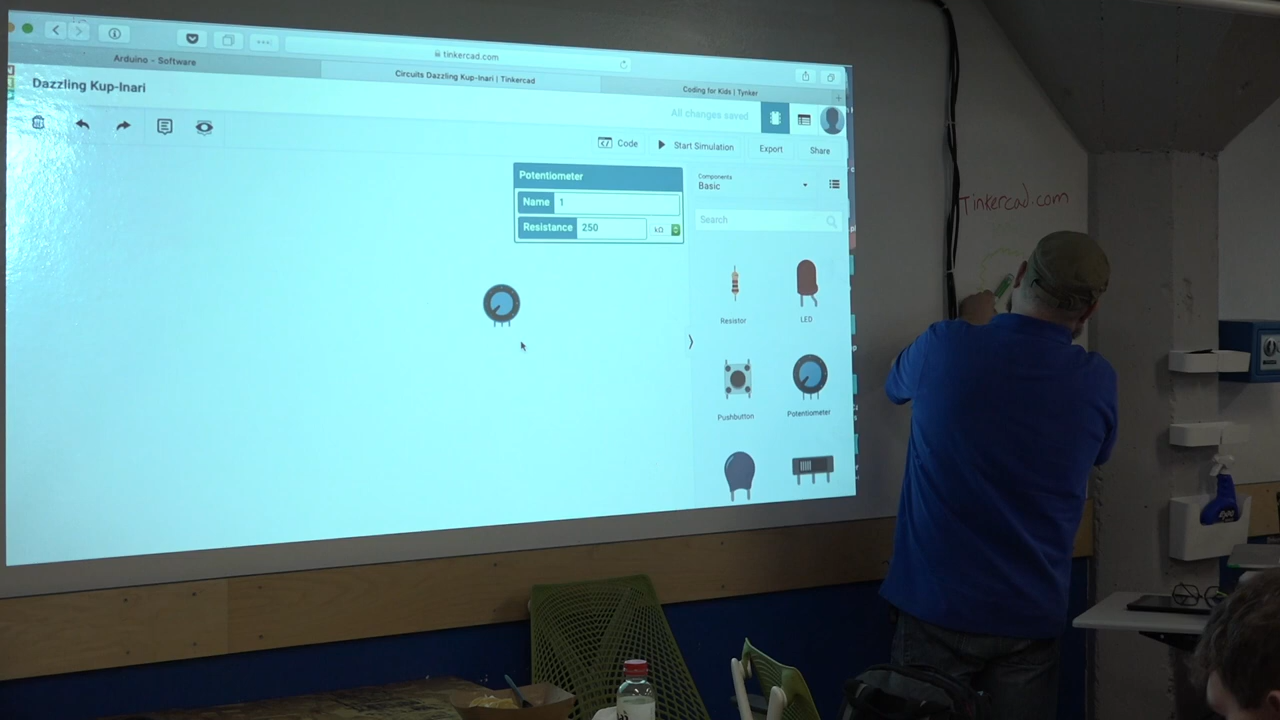 tinkercad.com
Arduino - Software
Circuits Dazzling Kup-Inari | Tinkercad
Coding for Kids | Tynker
Dazzling Kup-Inari
All changes saved
Code
Start Simulation
Export
Share
Potentiometer
Name 1
Resistance 250 kΩ
Components
Basic
Search
Resistor
LED
Pushbutton
Potentiometer
Tinkercad.com
EXPO